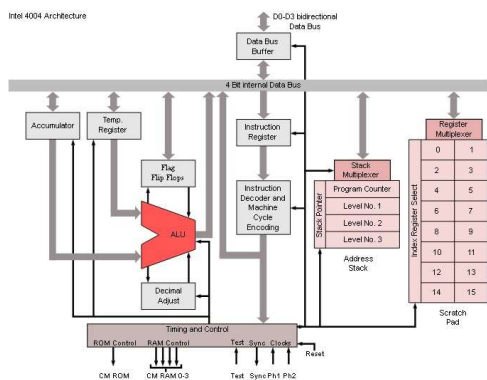 Intel 4004 Architecture
D0-D3 bidirectional
Data Bus
Data Bus
Buffer
4 Bit internal Data Bus
Accumulator
Temp.
Register
Flag
Flip Flops
ALU
Decimal
Adjust
Instruction
Register
Instruction
Decoder and
Machine
Cycle
Encoding
Stack
Multiplexer
Stack Pointer
Program Counter
Level No. 1
Level No. 2
Level No. 3
Address
Stack
Register
Multiplexer
Index Register Select
0 1
2 3
4 5
6 7
8 9
10 11
12 13
14 15
Scratch
Pad
Timing and Control
ROM Control RAM Control Test Sync Clocks
Reset
CM ROM CM RAM 0-3 Test Sync Ph1 Ph2